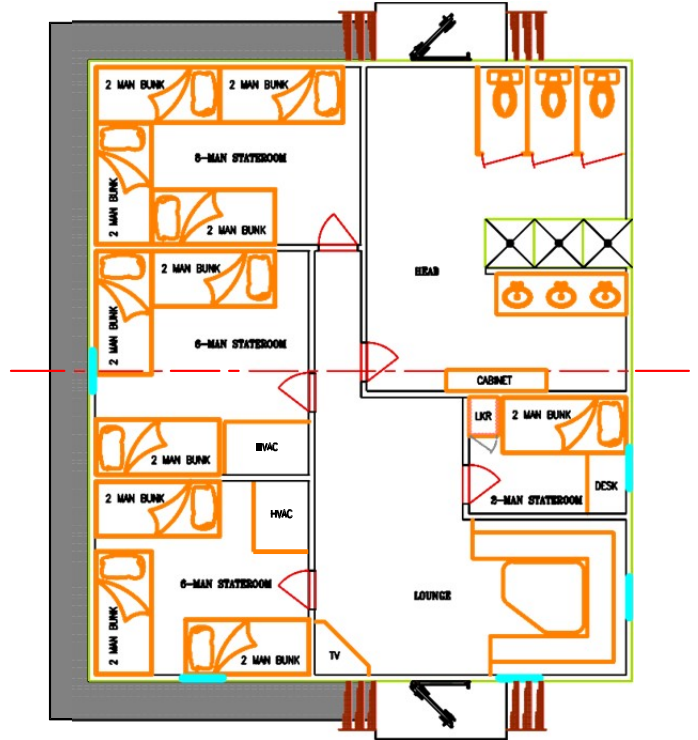 2 MAN BUNK
2 MAN BUNK
8-MAN STATEROOM
2 MAN BUNK
2 MAN BUNK
HEAD
2 MAN BUNK
2 MAN BUNK
6-MAN STATEROOM
CABINET
LKR
2 MAN BUNK
2 MAN BUNK
HVAC
DESK
2-MAN STATEROOM
2 MAN BUNK
HVAC
6-MAN STATEROOM
LOUNGE
2 MAN BUNK
2 MAN BUNK
TV